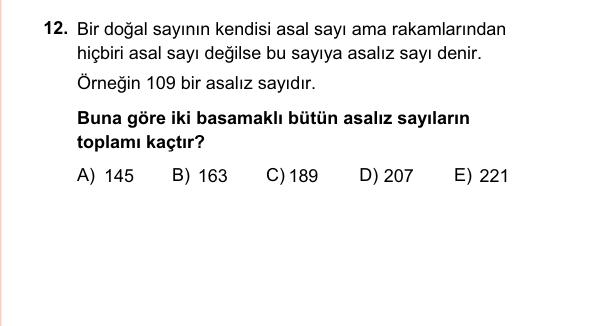 12. Bir doğal sayının kendisi asal sayı ama rakamlarından
hiçbiri asal sayı değilse bu sayıya asalız sayı denir.
Örneğin 109 bir asalız sayıdır.
Buna göre iki basamaklı bütün asalız sayıların
toplamı kaçtır?
A) 145 B) 163 C) 189 D) 207 E) 221